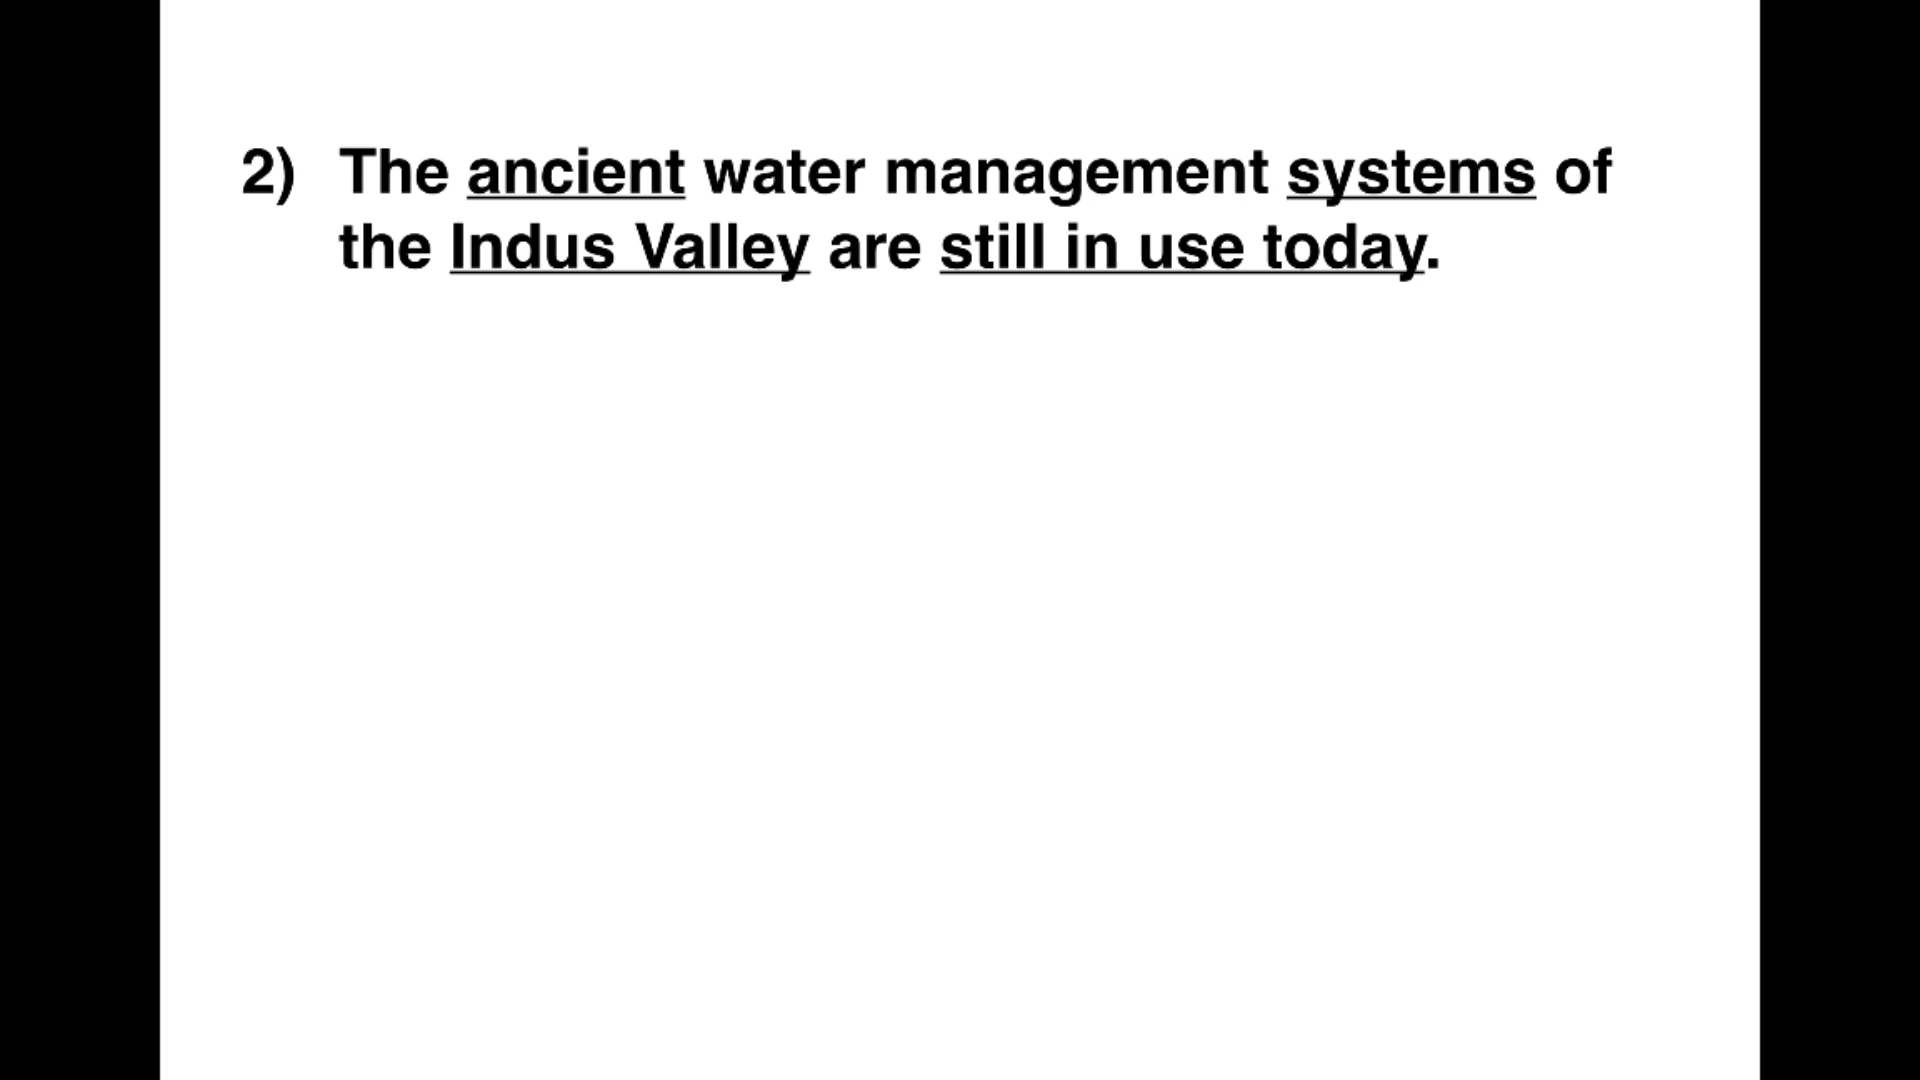 2) The ancient water management systems of
the Indus Valley are still in use today.